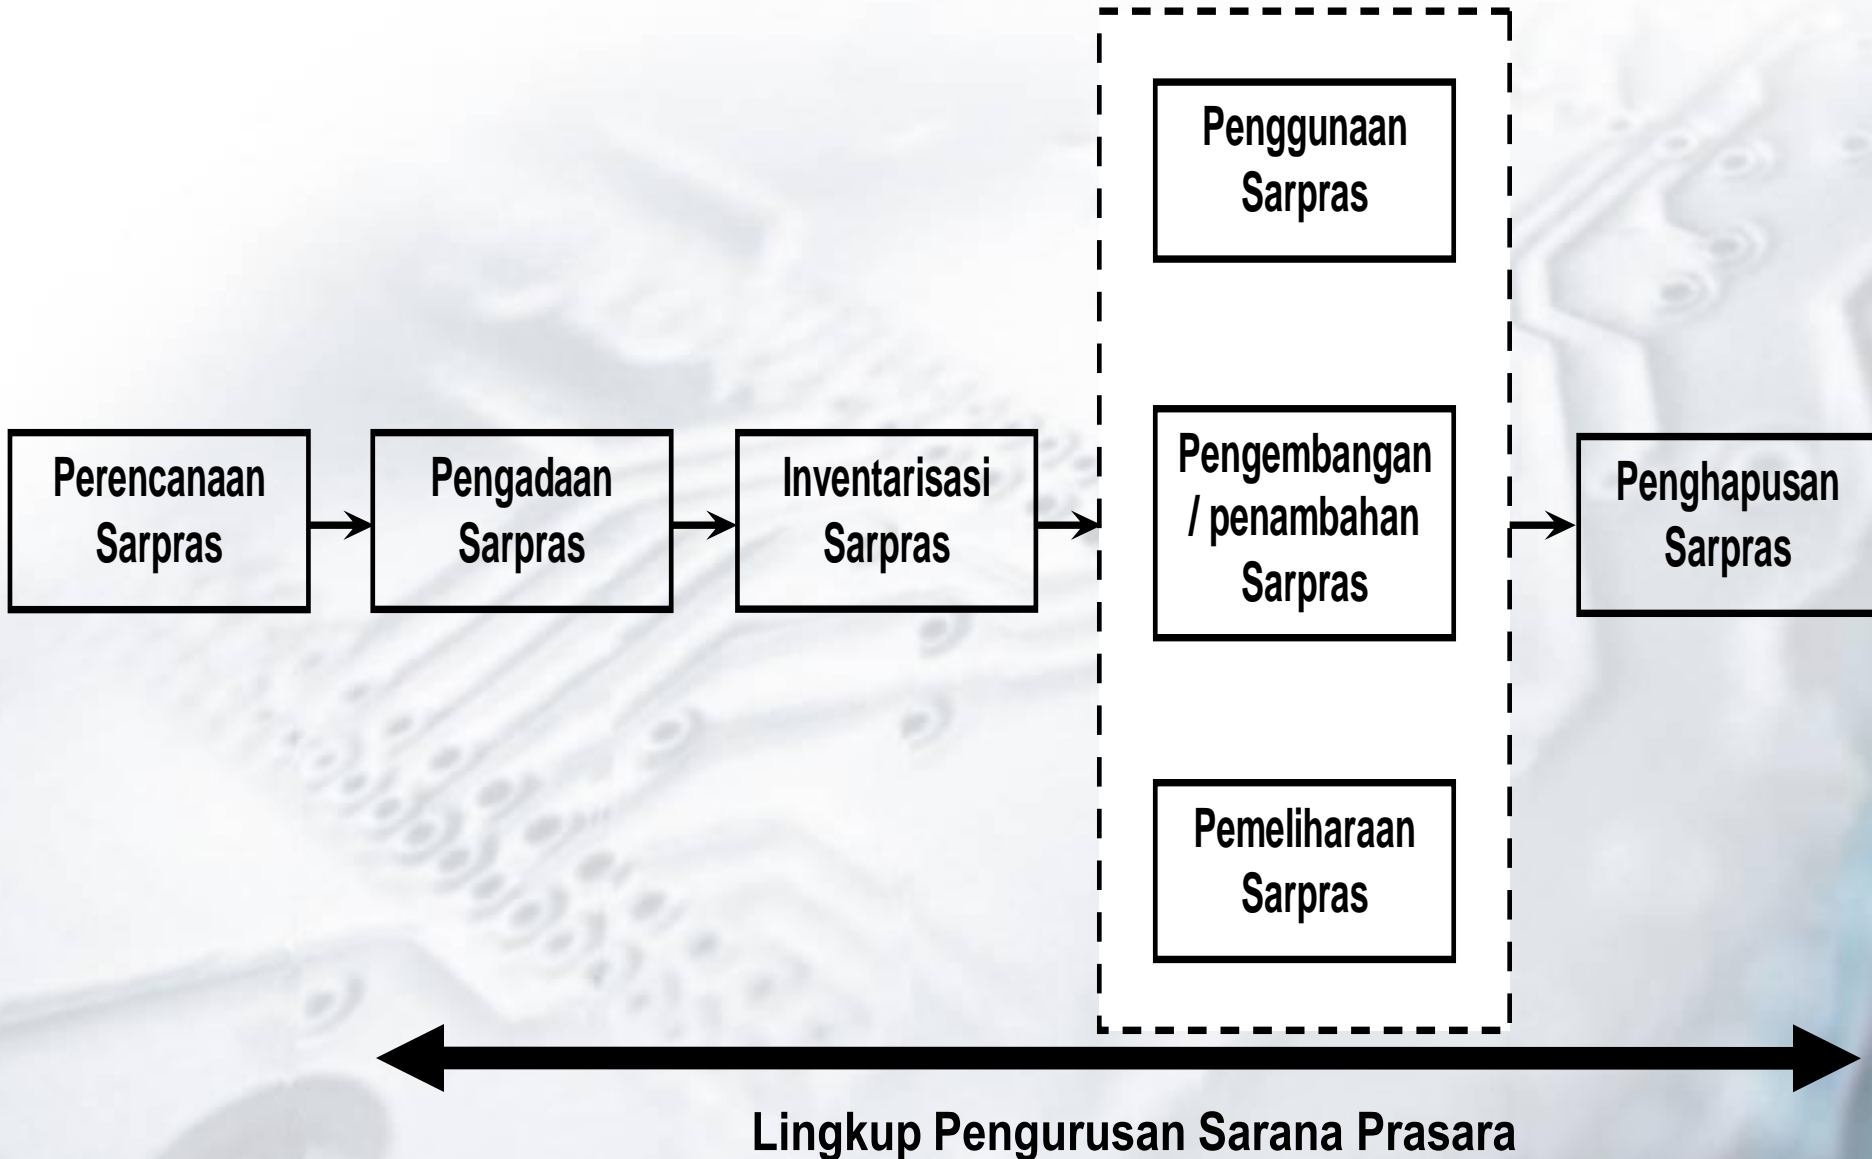 Perencanaan
Sarpras
Pengadaan
Sarpras
Inventarisasi
Sarpras
Penggunaan
Sarpras
Pengembangan
/ penambahan
Sarpras
Pemeliharaan
Sarpras
Penghapusan
Sarpras
Lingkup Pengurusan Sarana Prasara